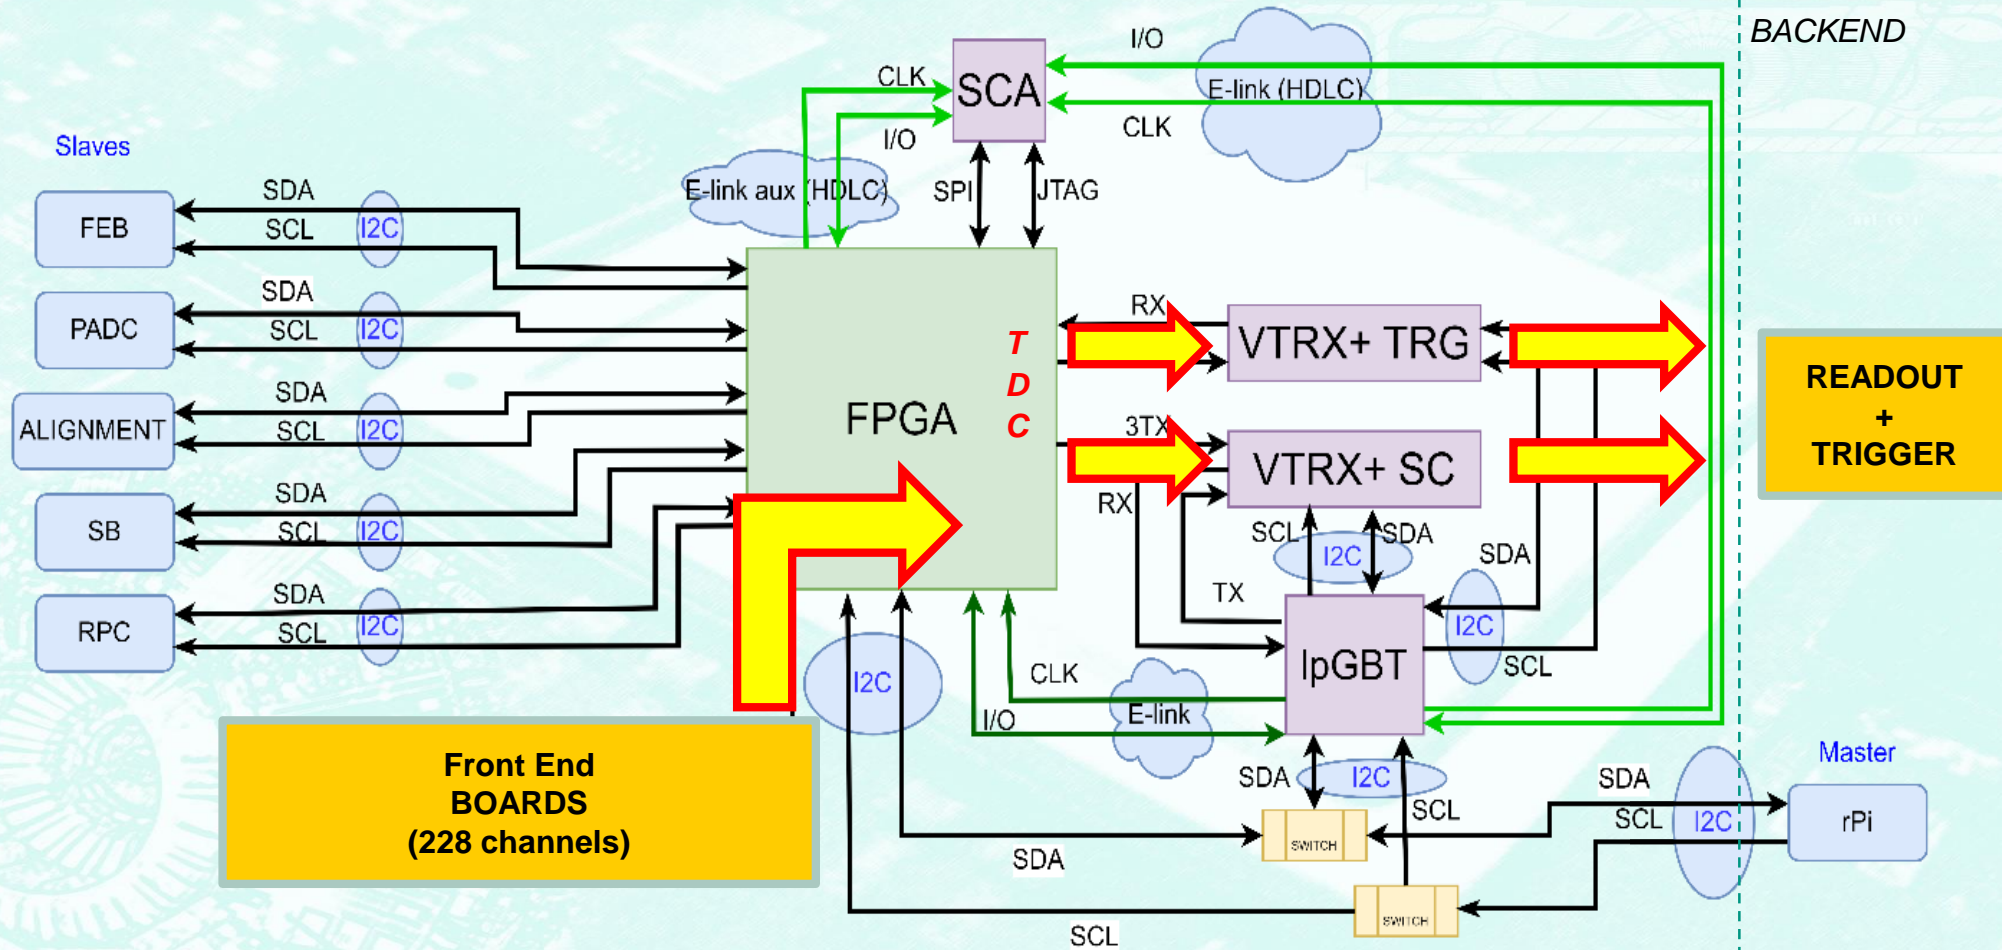 BACKEND
I/O
CLK
SCA
E-link (HDLC)
CLK
I/O
Slaves
E-link aux (HDLC)
SPI
JTAG
SDA
FEB
I2C
SCL
SDA
PADC
I2C
SCL
SDA
ALIGNMENT
I2C
SCL
SDA
SB
I2C
SCL
SDA
RPC
I2C
SCL
FPGA
T
D
C
RX
VTRX+ TRG
3TX
VTRX+ SC
RX
READOUT
+
TRIGGER
SCL
I2C
SDA
SDA
TX
I2C
SCL
lpGBT
I2C
CLK
E-link
I/O
Front End
BOARDS
(228 channels)
SDA
I2C
SCL
SWITCH
SDA
SWITCH
SCL
Master
SDA
SCL
I2C
rPi